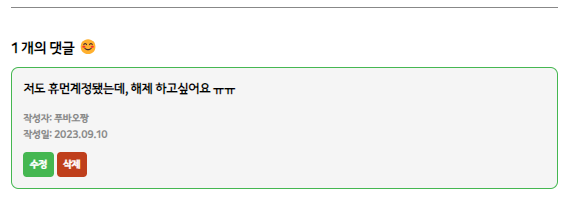 1 개의 댓글 😊
저도 휴먼계정됐는데, 해제 하고싶어요 ㅠㅠ
작성자: 푸바오짱
작성일: 2023.09.10
수정 삭제